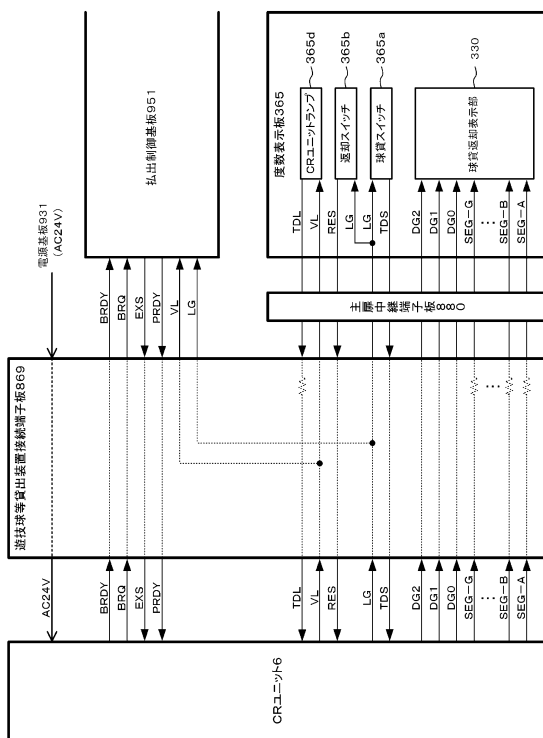 電源基板931
(AC24V)
払出制御基板951
度数表示板365
365d
365b
365a
330
CRユニットランプ
返却スイッチ
球貸スイッチ
球貸返却表示部
BRDY
BRQ
EXS
PRDY
VL
LG
TDL
VL
RES
LG
LG
TDS
DG2
DG1
DG0
SEG-G
…
SEG-B
SEG-A
主扉中継端子板880
遊技球等貸出装置接続端子板869
…
AC24V
BRDY
BRQ
EXS
PRDY
TDL
VL
RES
LG
TDS
DG2
DG1
DG0
SEG-G
…
SEG-B
SEG-A
CRユニット6